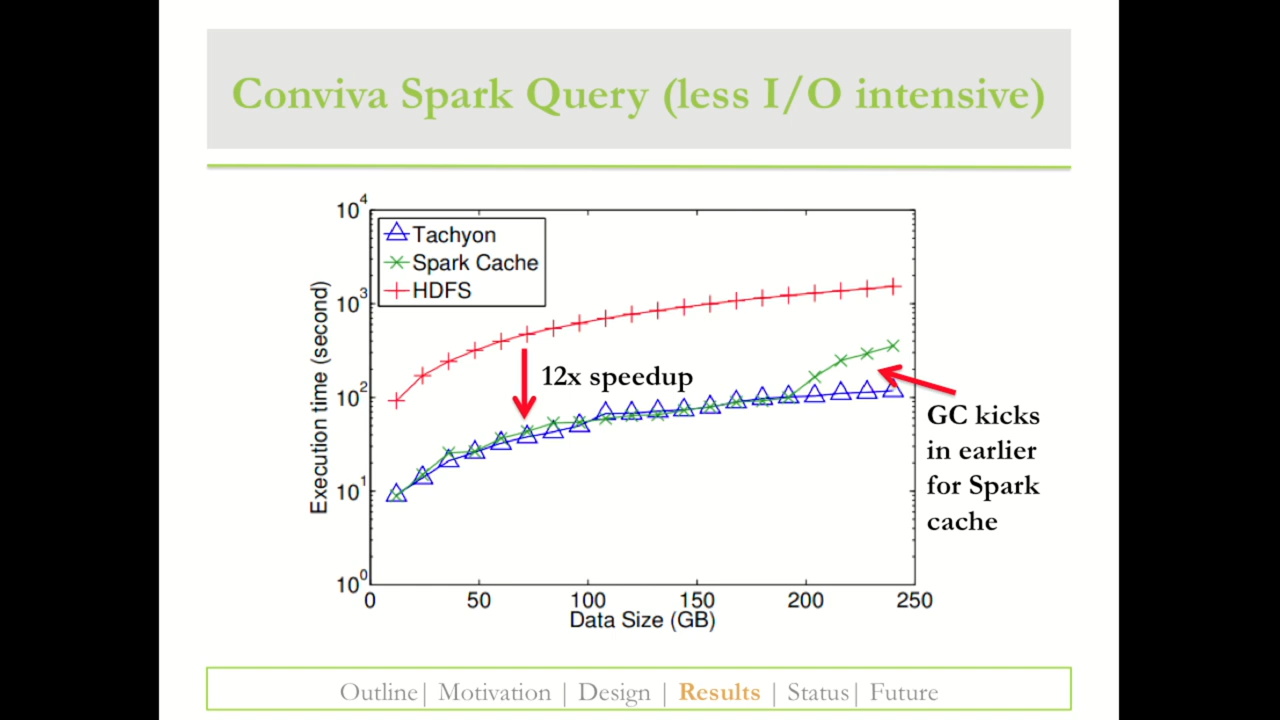 Conviva Spark Query (less I/O intensive)
10^4
Tachyon
Spark Cache
HDFS
10^3
12x speedup
10^2
GC kicks
in earlier
for Spark
cache
10^1
10^0
Execution time (second)
0 50 100 150 200 250
Data Size (GB)
Outline | Motivation | Design | Results | Status | Future